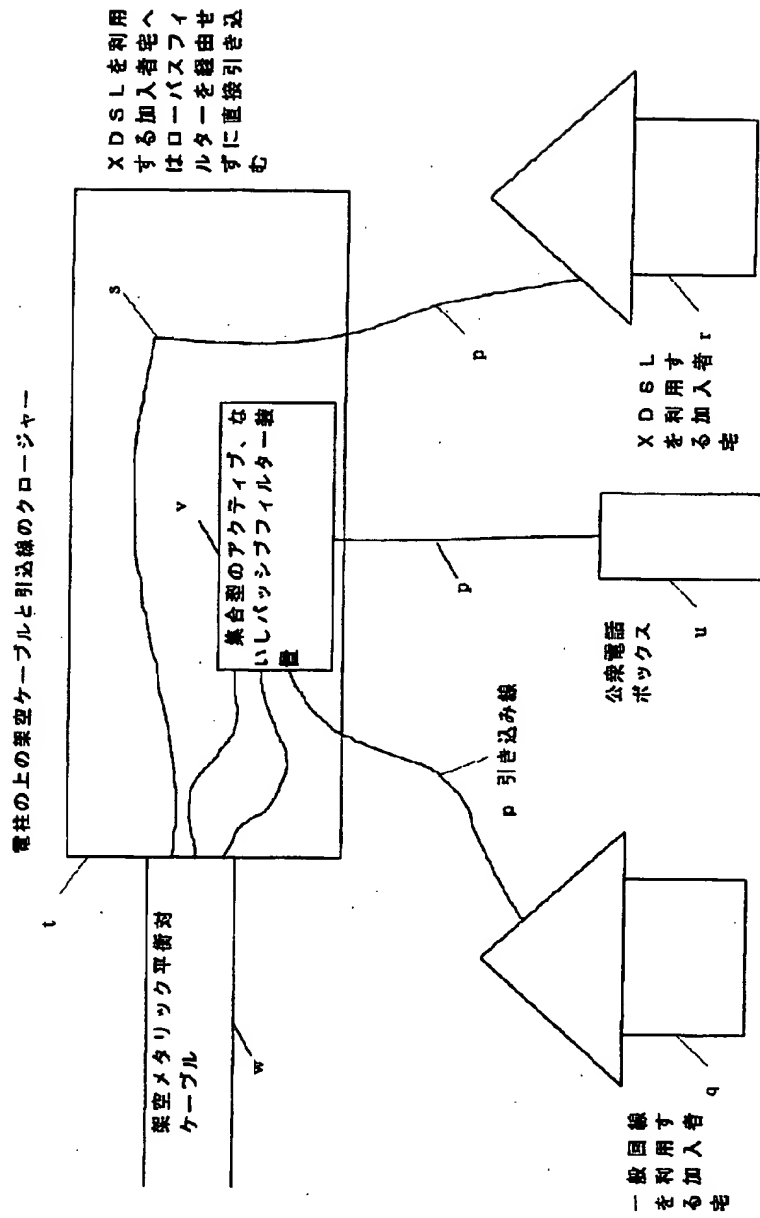 電柱の上の架空ケーブルと引込線のクロージャー
t
架空メタリック平衡対
ケーブル
w
s
v
集合型のアクティブ、な
いしパッシブフィルター装
置
XDSLを利用
する加入者宅へ
はローパスフィ
ルターを経由せ
ずに直接引き込
む
p 引き込み線
p
p
一般回線
を利用す
る加入者
宅
q
公衆電話
ボックス
u
XDSL
を利用す
る加入者
宅
r